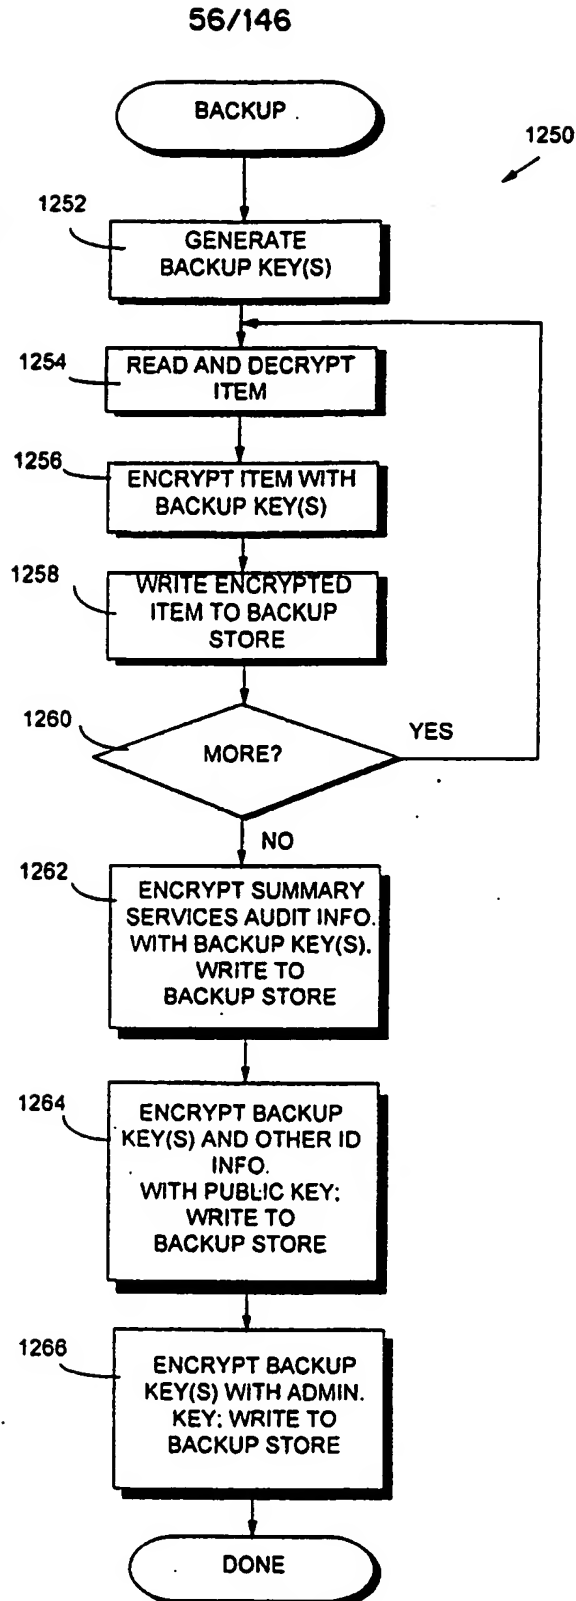 56/146
BACKUP
1250
1252
GENERATE
BACKUP KEY(S)
1254
READ AND DECRYPT
ITEM
1256
ENCRYPT ITEM WITH
BACKUP KEY(S)
1258
WRITE ENCRYPTED
ITEM TO BACKUP
STORE
1260
MORE?
YES
NO
1262
ENCRYPT SUMMARY
SERVICES AUDIT INFO.
WITH BACKUP KEY(S).
WRITE TO
BACKUP STORE
1264
ENCRYPT BACKUP
KEY(S) AND OTHER ID
INFO.
WITH PUBLIC KEY;
WRITE TO
BACKUP STORE
1266
ENCRYPT BACKUP
KEY(S) WITH ADMIN.
KEY; WRITE TO
BACKUP STORE
DONE